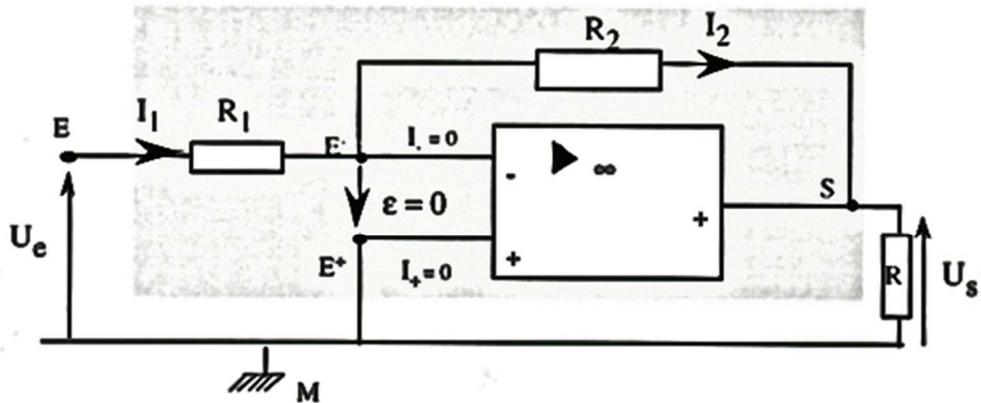 R₂ I₂
I₁ R₁
E E⁻ I₋ = 0
- ▷ ∞
ε = 0
S
+
Uₑ
E⁺ I₊ = 0 +
R Uₛ
M